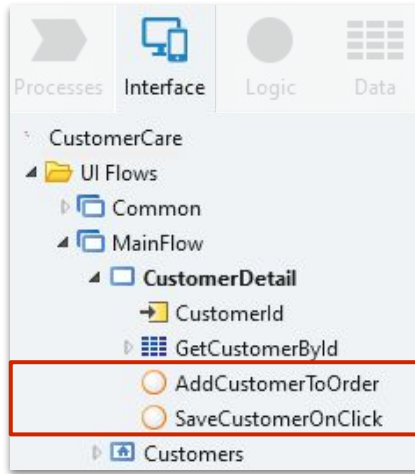 Processes Interface Logic Data
CustomerCare
UI Flows
Common
MainFlow
CustomerDetail
CustomerId
GetCustomerById
AddCustomerToOrder
SaveCustomerOnClick
Customers